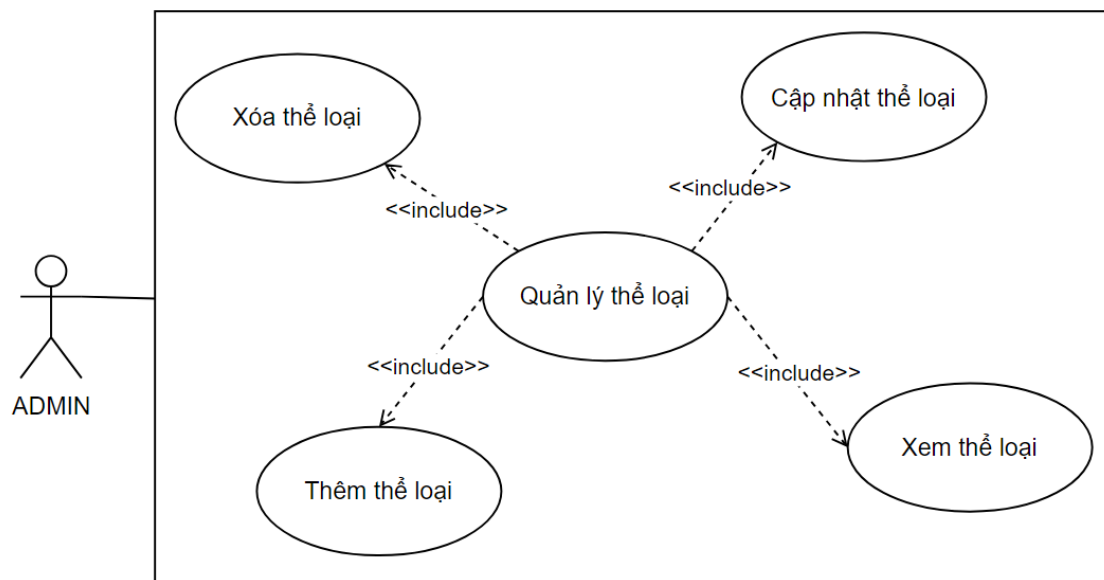 Xóa thể loại
Cập nhật thể loại
<<include>>
<<include>>
Quản lý thể loại
<<include>>
<<include>>
ADMIN
Thêm thể loại
Xem thể loại